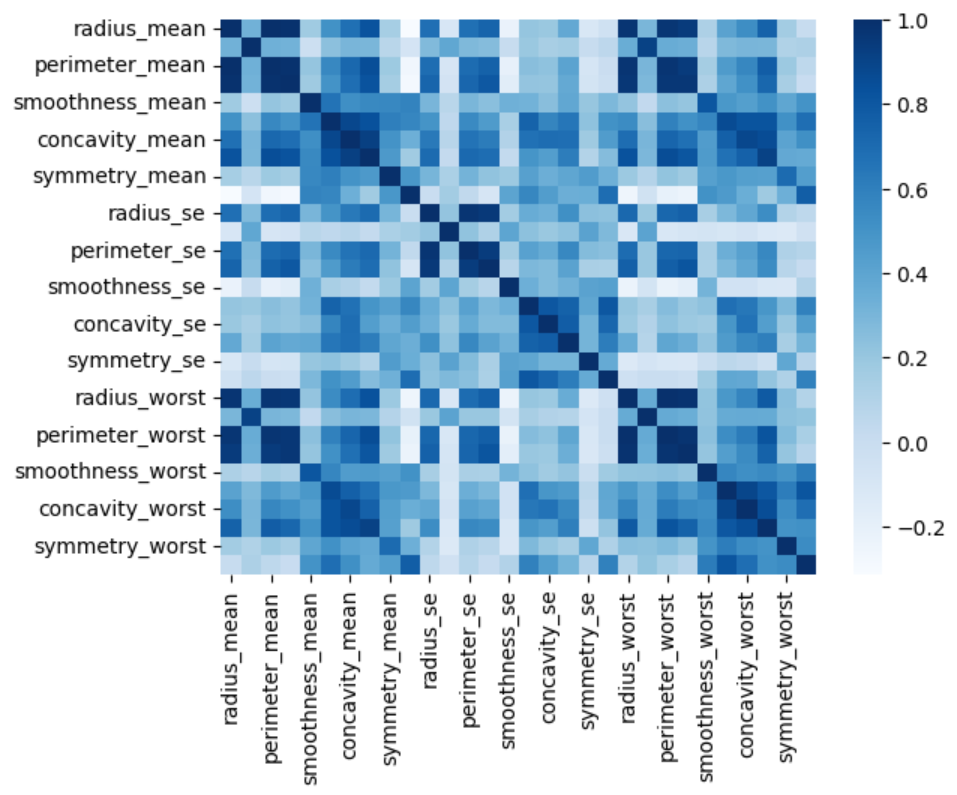 radius_mean
perimeter_mean
smoothness_mean
concavity_mean
symmetry_mean
radius_se
perimeter_se
smoothness_se
concavity_se
symmetry_se
radius_worst
perimeter_worst
smoothness_worst
concavity_worst
symmetry_worst
radius_mean
perimeter_mean
smoothness_mean
concavity_mean
symmetry_mean
radius_se
perimeter_se
smoothness_se
concavity_se
symmetry_se
radius_worst
perimeter_worst
smoothness_worst
concavity_worst
symmetry_worst
1.0
0.8
0.6
0.4
0.2
0.0
−0.2